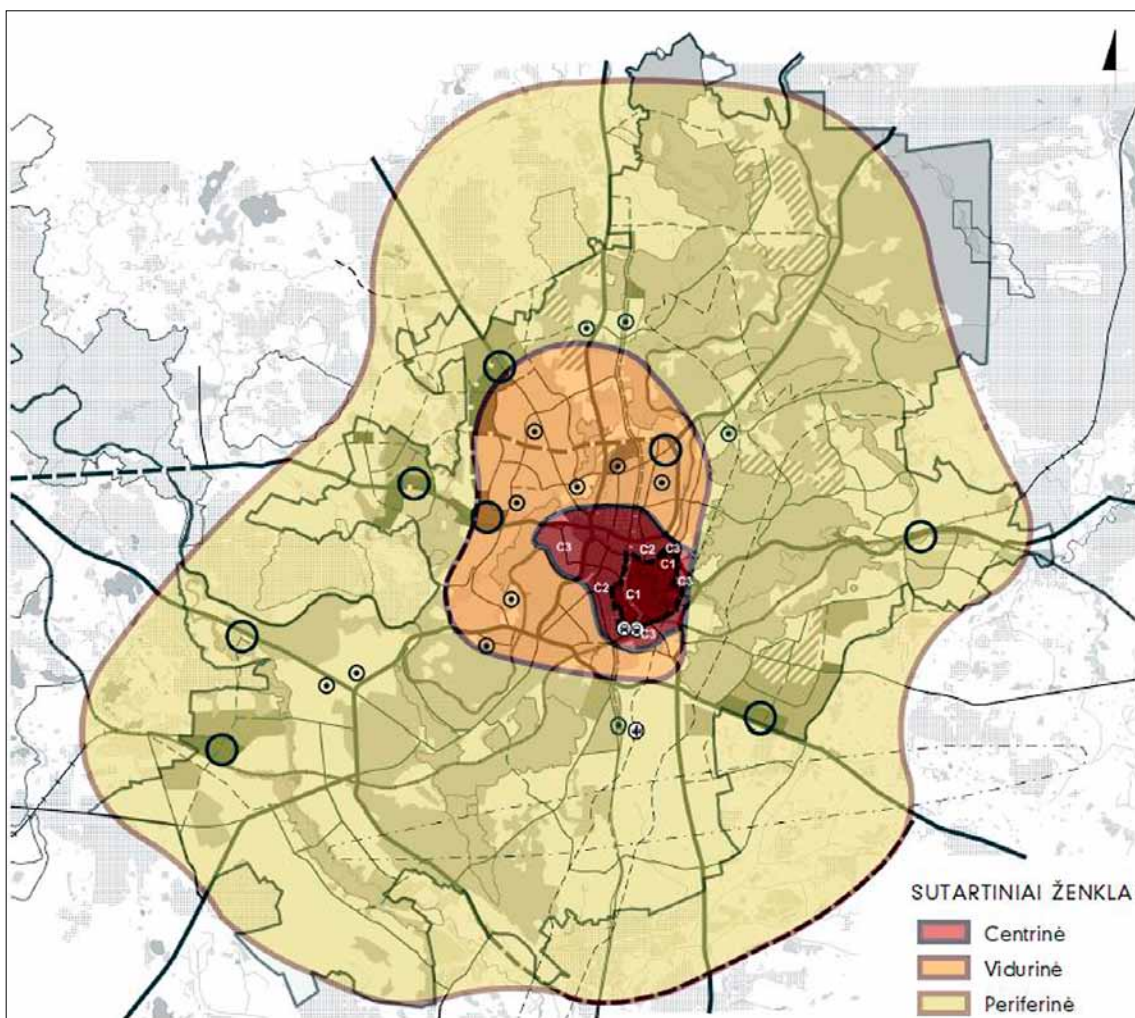 C3
C2
C3
C1
C3
C2
C1
C3
SUTARTINIAI ŽENKLA
Centrinė
Vidurinė
Periferinė